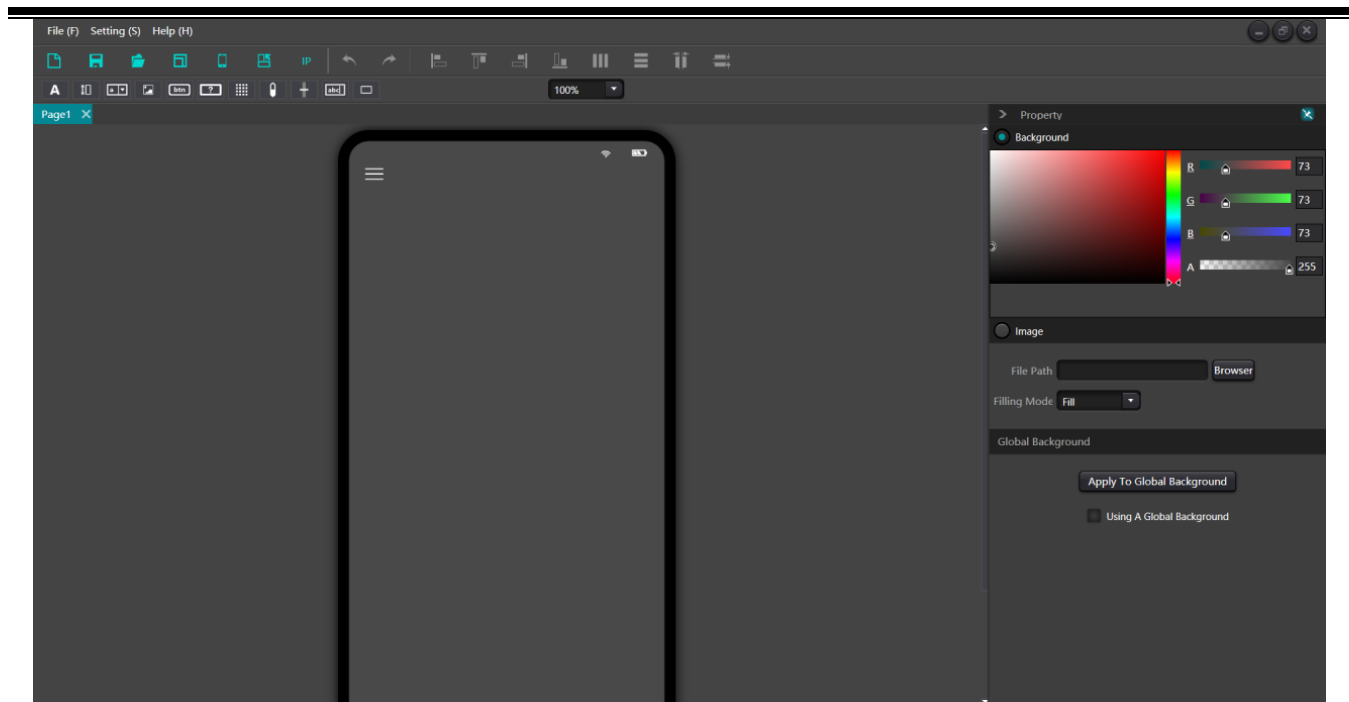 File (F) Setting (S) Help (H)
IP
A a btn ? abc 100%
Page1
Property
Background
R 73
G 73
B 73
A 255
Image
File Path Browser
Filling Mode Fill
Global Background
Apply To Global Background
Using A Global Background